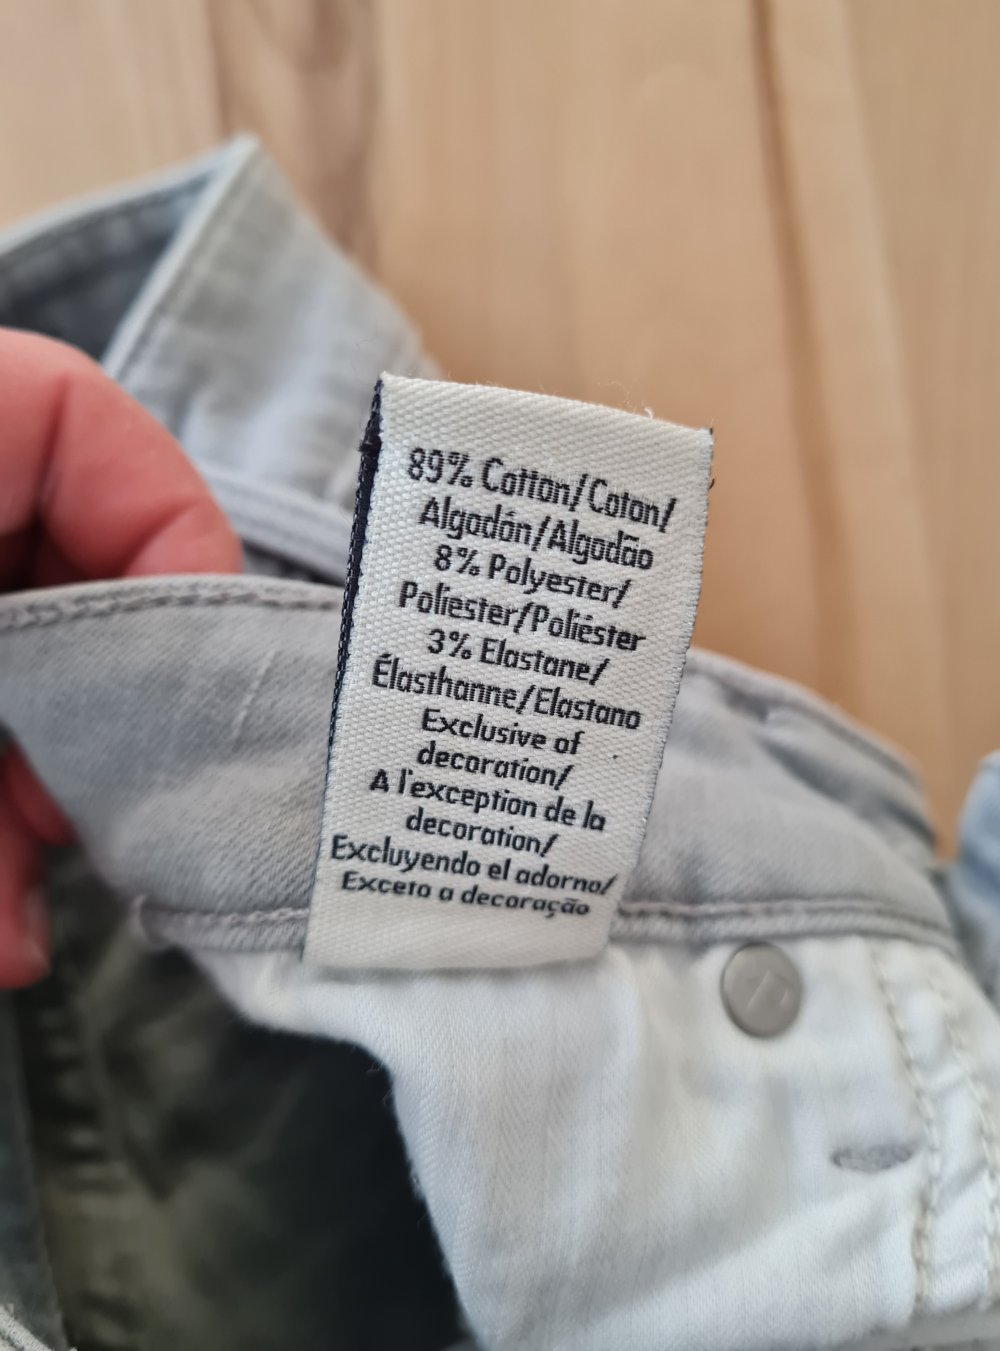 89% Cotton/Coton/
Algodón/Algodão
8% Polyester/
Poliester/Poliéster
3% Elastane/
Élasthanne/Elastano
Exclusive of
decoration/
A l'exception de la
decoration/
Excluyendo el adorno/
Exceto a decoração